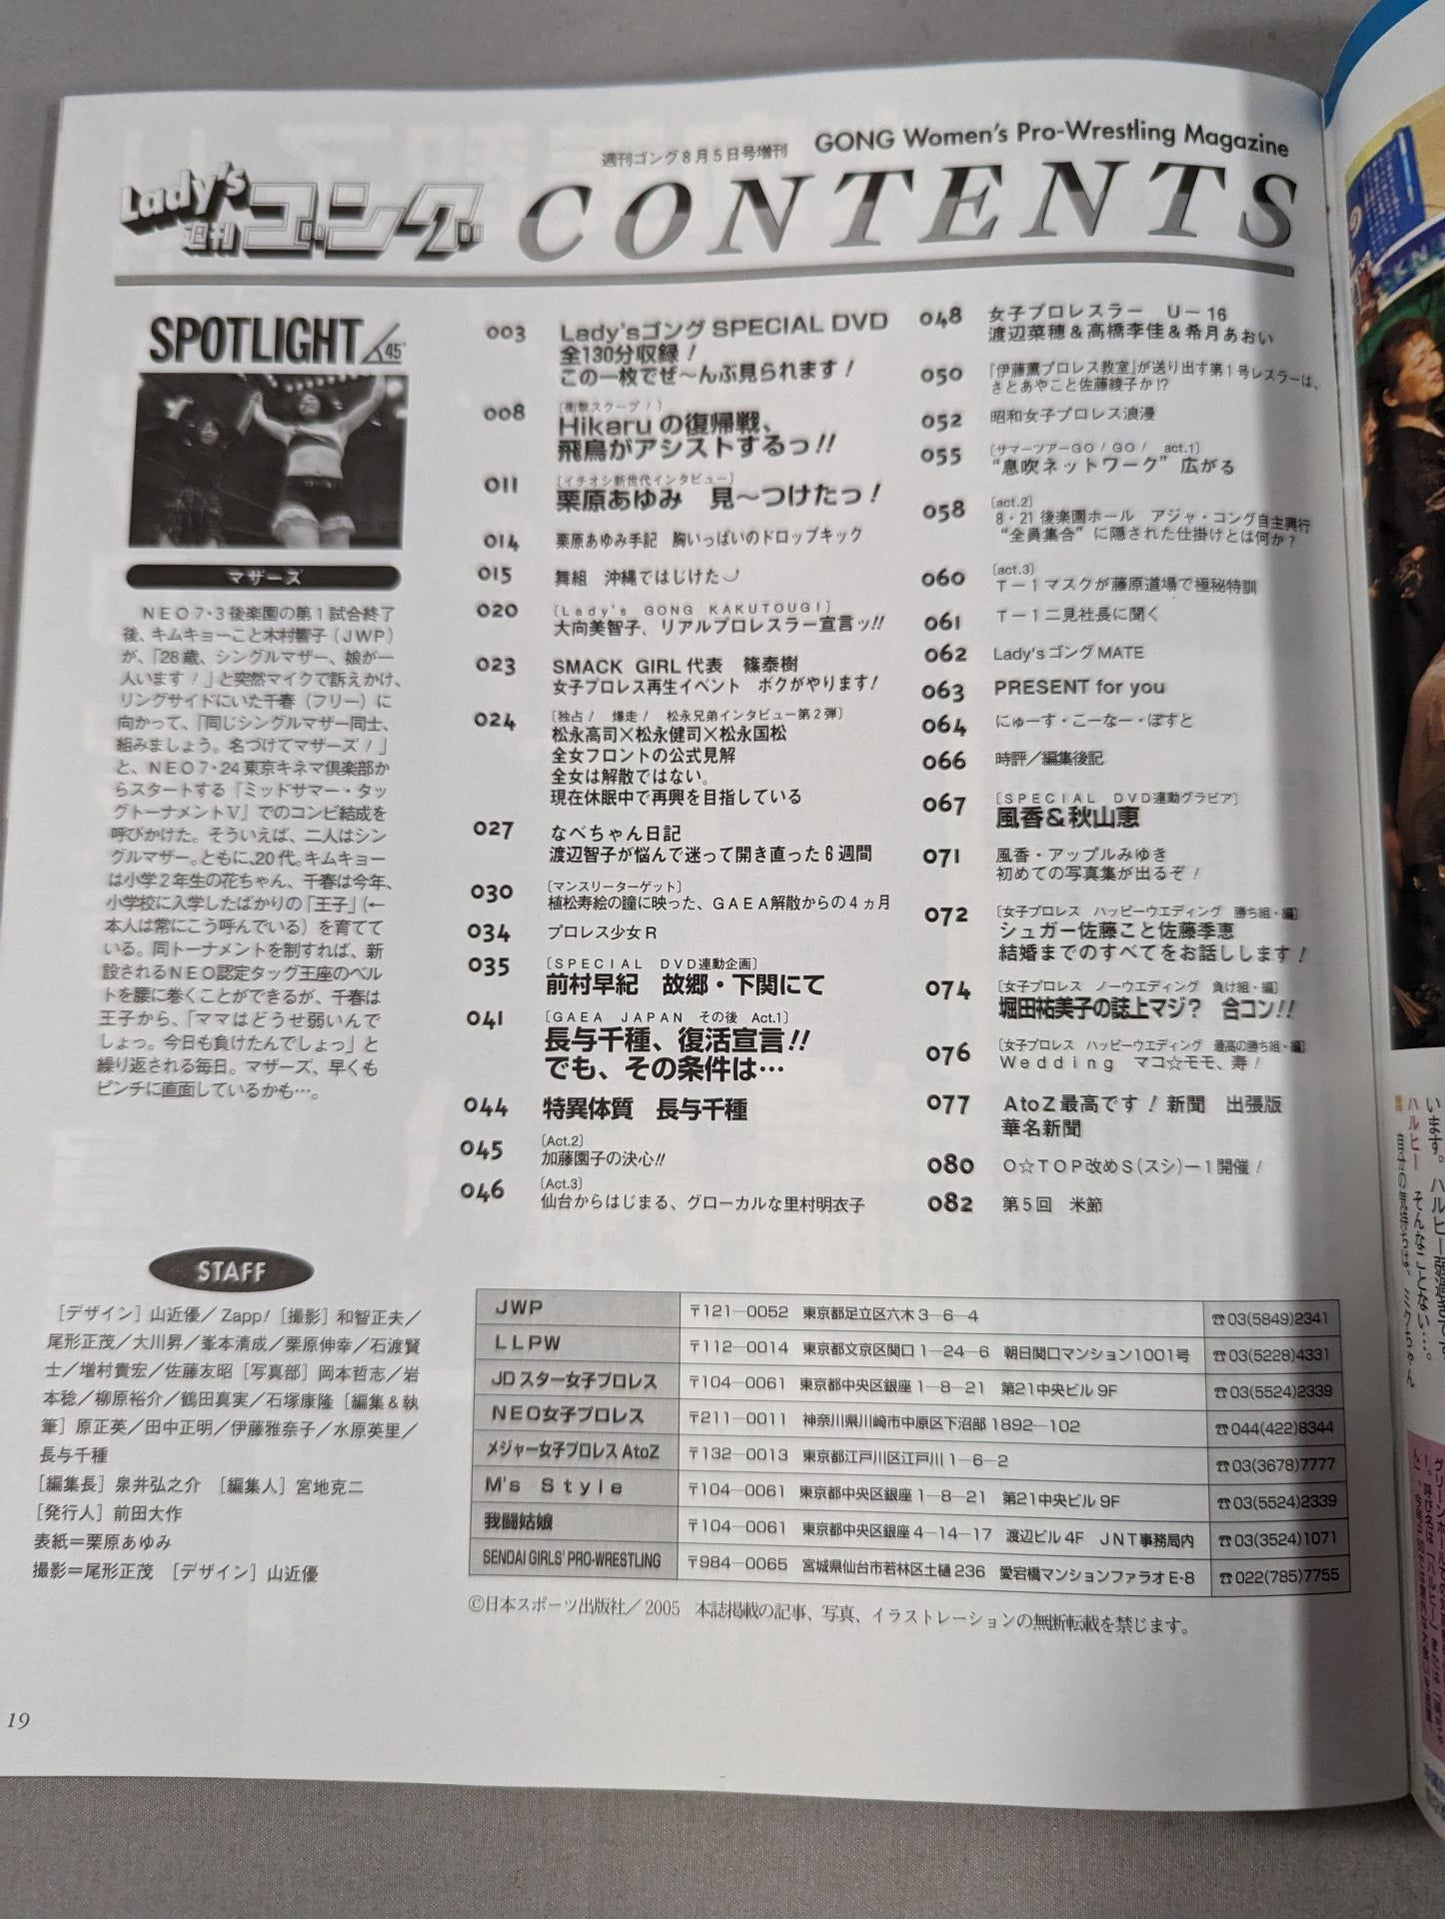 Lady's 週刊ゴング
週刊ゴング8月5日号増刊
GONG Women's Pro-Wrestling Magazine
CONTENTS
SPOTLIGHT 45°
マザーズ
NEO7・3後楽園の第1試合終了
後、キムキョーこと木村響子（JWP）
が、「28歳、シングルマザー、娘が一
人います！」と突然マイクで訴えかけ、
リングサイドにいた千春（フリー）に
向かって、「同じシングルマザー同士、
組みましょう。名づけてマザーズ！」
と、NEO7・24東京キネマ倶楽部か
らスタートする『ミッドサマー・タッ
グトーナメントV』でのコンビ結成を
呼びかけた。そういえば、二人はシン
グルマザー。ともに、20代。キムキョー
は小学2年生の花ちゃん、千春は今年、
小学校に入学したばかりの「王子」(←
本人は常にこう呼んでいる）を育てて
いる。同トーナメントを制すれば、新
設されるNEO認定タッグ王座のベル
トを腰に巻くことができるが、千春は
王子から、「ママはどうせ弱いんで
しょっ。今日も負けたんでしょっ」と
繰り返される毎日。マザーズ、早くも
ピンチに直面しているかも…。
003 Lady'sゴング SPECIAL DVD
全130分収録！
この一枚でぜ〜んぶ見られます！
008 〔衝撃スクープ！〕
Hikaruの復帰戦、
飛鳥がアシストするっ!!
011 〔イチオシ新世代インタビュー〕
栗原あゆみ 見〜つけたっ！
014 栗原あゆみ手記 胸いっぱいのドロップキック
015 舞組 沖縄ではじけた
020 〔Lady's GONG KAKUTOUGI〕
大向美智子、リアルプロレスラー宣言ッ!!
023 SMACK GIRL代表 篠泰樹
女子プロレス再生イベント ボクがやります!
024 〔独占！ 爆走！ 松永兄弟インタビュー第2弾〕
松永高司×松永健司×松永国松
全女フロントの公式見解
全女は解散ではない。
現在休眠中で再興を目指している
027 なべちゃん日記
渡辺智子が悩んで迷って開き直った6週間
030 〔マンスリーターゲット〕
植松寿絵の瞳に映った、GAEA解散からの4ヵ月
034 プロレス少女R
035 〔SPECIAL DVD連動企画〕
前村早紀 故郷・下関にて
041 〔GAEA JAPAN その後 Act.1〕
長与千種、復活宣言!!
でも、その条件は…
044 特異体質 長与千種
045 〔Act.2〕
加藤園子の決心!!
046 〔Act.3〕
仙台からはじまる、グローカルな里村明衣子
048 女子プロレスラー U−16
渡辺菜穂＆高橋李佳＆希月あおい
050 『伊藤薫プロレス教室』が送り出す第1号レスラーは、
さとあやこと佐藤綾子か!?
052 昭和女子プロレス浪漫
055 〔サマーツアーGO！GO！ act.1〕
“息吹ネットワーク” 広がる
058 〔act.2〕
8・21後楽園ホール アジャ・コング自主興行
“全員集合”に隠された仕掛けとは何か？
060 〔act.3〕
T−1マスクが藤原道場で極秘特訓
061 T−1二見社長に聞く
062 Lady'sゴングMATE
063 PRESENT for you
064 にゅーす・こーなー・ぽすと
066 時評／編集後記
067 〔SPECIAL DVD連動グラビア〕
風香＆秋山恵
071 風香・アップルみゆき
初めての写真集が出るぞ！
072 〔女子プロレス ハッピーウエディング 勝ち組・編〕
シュガー佐藤こと佐藤季恵
結婚までのすべてをお話しします！
074 〔女子プロレス ノーウエディング 負け組・編〕
堀田祐美子の誌上マジ？ 合コン!!
076 〔女子プロレス ハッピーウエディング 最高の勝ち組・編〕
Wedding マコ☆モモ、寿！
077 AtoZ最高です！新聞 出張版
華名新聞
080 O☆TOP改めS(スシ)−1開催！
082 第5回 米節
STAFF
［デザイン］山近優／Zapp!［撮影］和智正夫／
尾形正茂／大川昇／峯本清成／栗原伸幸／石渡賢
士／増村貴宏／佐藤友昭［写真部］岡本哲志／岩
本稔／柳原裕介／鶴田真実／石塚康隆［編集＆執
筆］原正英／田中正明／伊藤雅奈子／水原英里／
長与千種
［編集長］泉井弘之介 ［編集人］宮地克二
［発行人］前田大作
表紙＝栗原あゆみ
撮影＝尾形正茂 ［デザイン］山近優
JWP 〒121−0052 東京都足立区六木3−6−4 ☎03(5849)2341
LLPW 〒112−0014 東京都文京区関口1−24−6 朝日関口マンション1001号 ☎03(5228)4331
JDスター女子プロレス 〒104−0061 東京都中央区銀座1−8−21 第21中央ビル9F ☎03(5524)2339
NEO女子プロレス 〒211−0011 神奈川県川崎市中原区下沼部1892−102 ☎044(422)8344
メジャー女子プロレスAtoZ 〒132−0013 東京都江戸川区江戸川1−6−2 ☎03(3678)7777
M's Style 〒104−0061 東京都中央区銀座1−8−21 第21中央ビル9F ☎03(5524)2339
我闘姑娘 〒104−0061 東京都中央区銀座4−14−17 渡辺ビル4F JNT事務局内 ☎03(3524)1071
SENDAI GIRLS' PRO-WRESTLING 〒984−0065 宮城県仙台市若林区土樋236 愛宕橋マンションファラオE-8 ☎022(785)7755
©日本スポーツ出版社／2005 本誌掲載の記事、写真、イラストレーションの無断転載を禁じます。
19